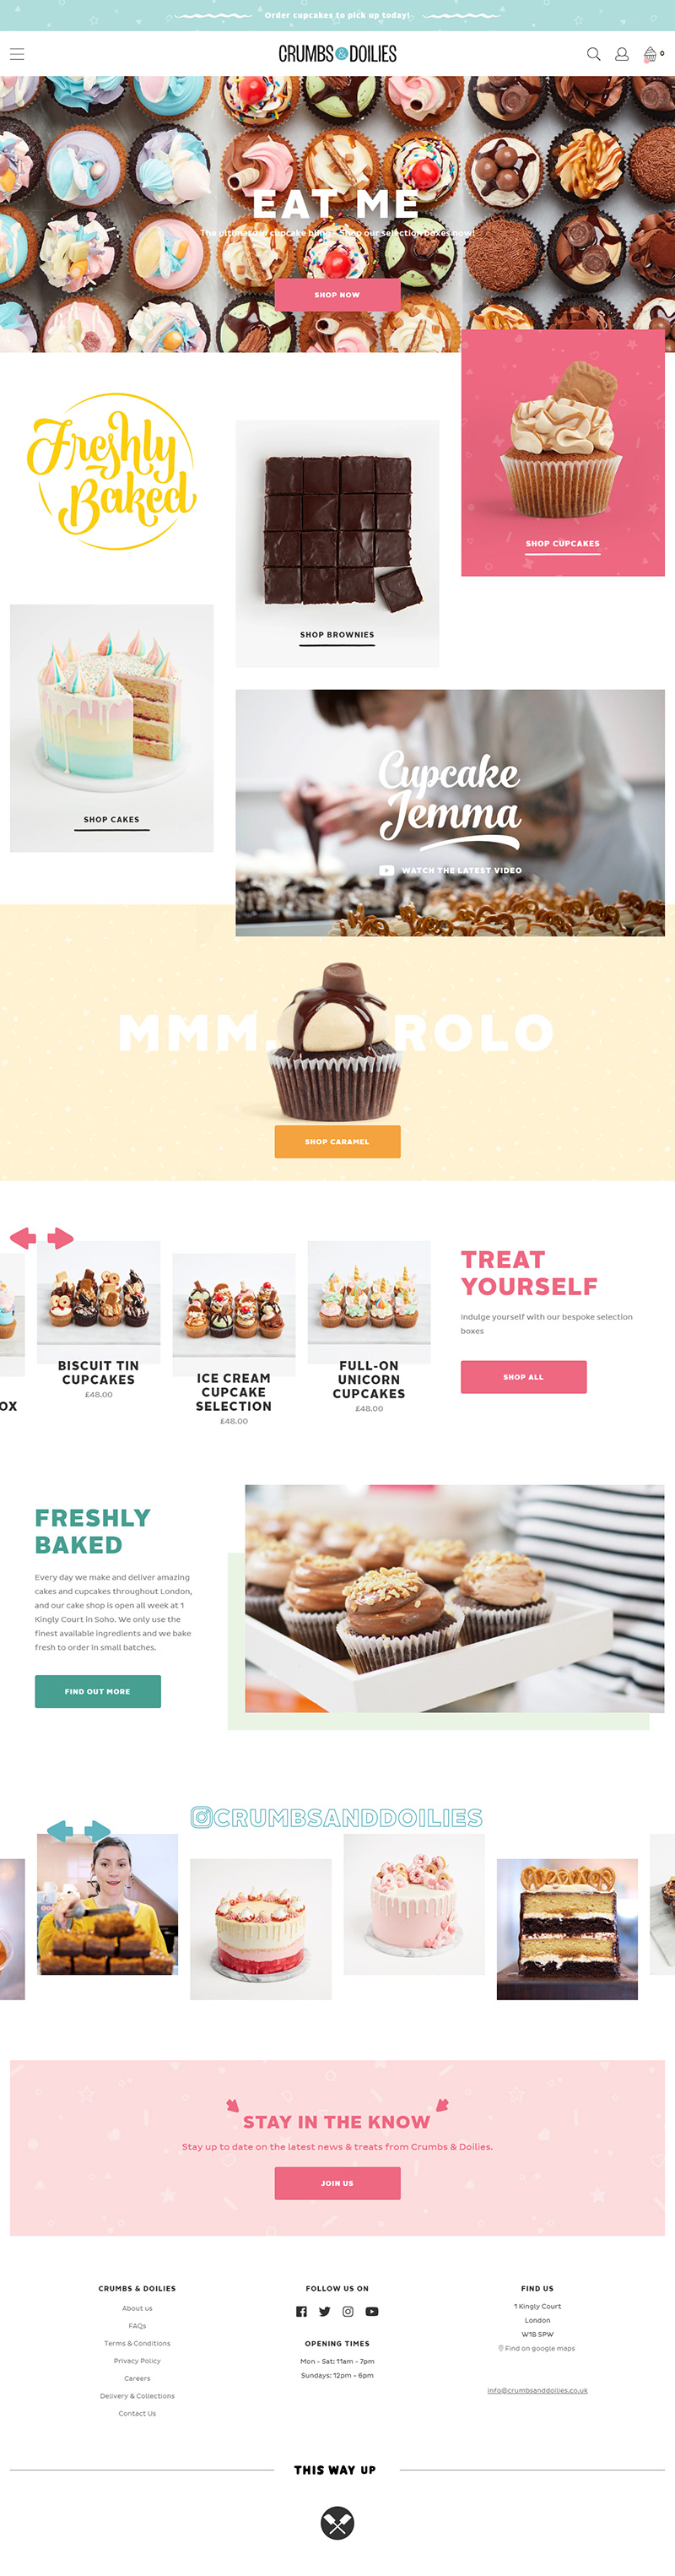 Order cupcakes to pick up today!
CRUMBS & DOILIES
0
EAT ME
The ultimate in cupcake bling - Shop our selection boxes now!
SHOP NOW
Freshly
Baked
SHOP CUPCAKES
SHOP BROWNIES
SHOP CAKES
Cupcake
Jemma
WATCH THE LATEST VIDEO
MMM. ROLO
SHOP CARAMEL
TREAT
YOURSELF
Indulge yourself with our bespoke selection
boxes
SHOP ALL
OX
BISCUIT TIN
CUPCAKES
£48.00
ICE CREAM
CUPCAKE
SELECTION
£48.00
FULL-ON
UNICORN
CUPCAKES
£48.00
FRESHLY
BAKED
Every day we make and deliver amazing
cakes and cupcakes throughout London,
and our cake shop is open all week at 1
Kingly Court in Soho. We only use the
finest available ingredients and we bake
fresh to order in small batches.
FIND OUT MORE
CRUMBSANDDOILIES
STAY IN THE KNOW
Stay up to date on the latest news & treats from Crumbs & Doilies.
JOIN US
CRUMBS & DOILIES
About us
FAQs
Terms & Conditions
Privacy Policy
Careers
Delivery & Collections
Contact Us
FOLLOW US ON
OPENING TIMES
Mon - Sat: 11am - 7pm
Sundays: 12pm - 6pm
FIND US
1 Kingly Court
London
W1B 5PW
Find on google maps
info@crumbsanddoilies.co.uk
THIS WAY UP